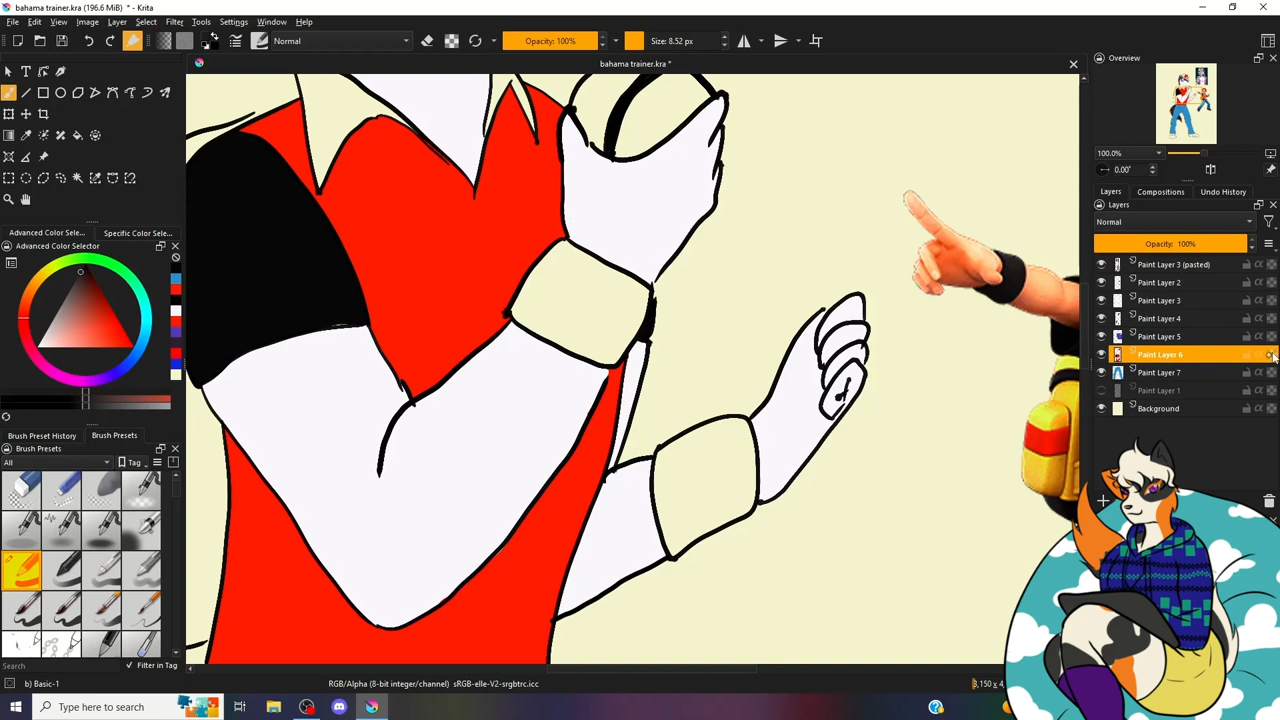 bahama trainer.kra (196.6 MiB) * - Krita
File Edit View Image Layer Select Filter Tools Settings Window Help
Normal
Opacity: 100%
Size: 8.52 px
bahama trainer.kra *
Overview
100.0%
0.00°
Layers Compositions Undo History
Layers
Normal
Opacity: 100%
Paint Layer 3 (pasted)
Paint Layer 2
Paint Layer 3
Paint Layer 4
Paint Layer 5
Paint Layer 6
Paint Layer 7
Paint Layer 1
Background
Advanced Color Selec... Specific Color Sele...
Advanced Color Selector
Brush Preset History Brush Presets
Brush Presets
All
Tag
Search
Filter in Tag
b) Basic-1
RGB/Alpha (8-bit integer/channel) sRGB-elle-V2-srgbtrc.icc
Type here to search